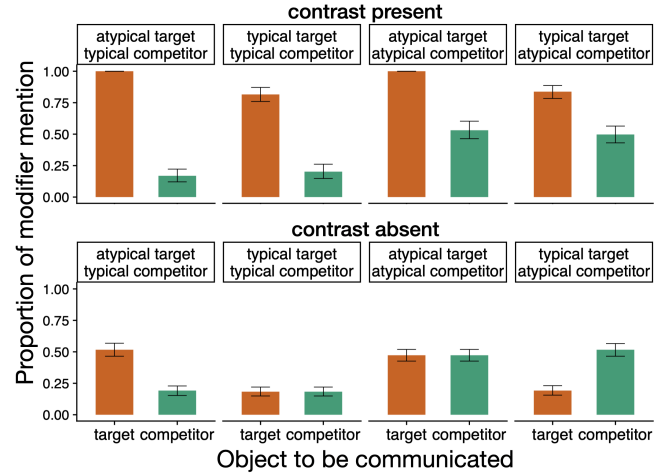 contrast present
atypical target typical target atypical target typical target
typical competitor typical competitor atypical competitor atypical competitor
1.00
0.75
0.50
0.25
0.00
contrast absent
atypical target typical target atypical target typical target
typical competitor typical competitor atypical competitor atypical competitor
1.00
0.75
0.50
0.25
0.00
target competitor target competitor target competitor target competitor
Object to be communicated
Proportion of modifier mention